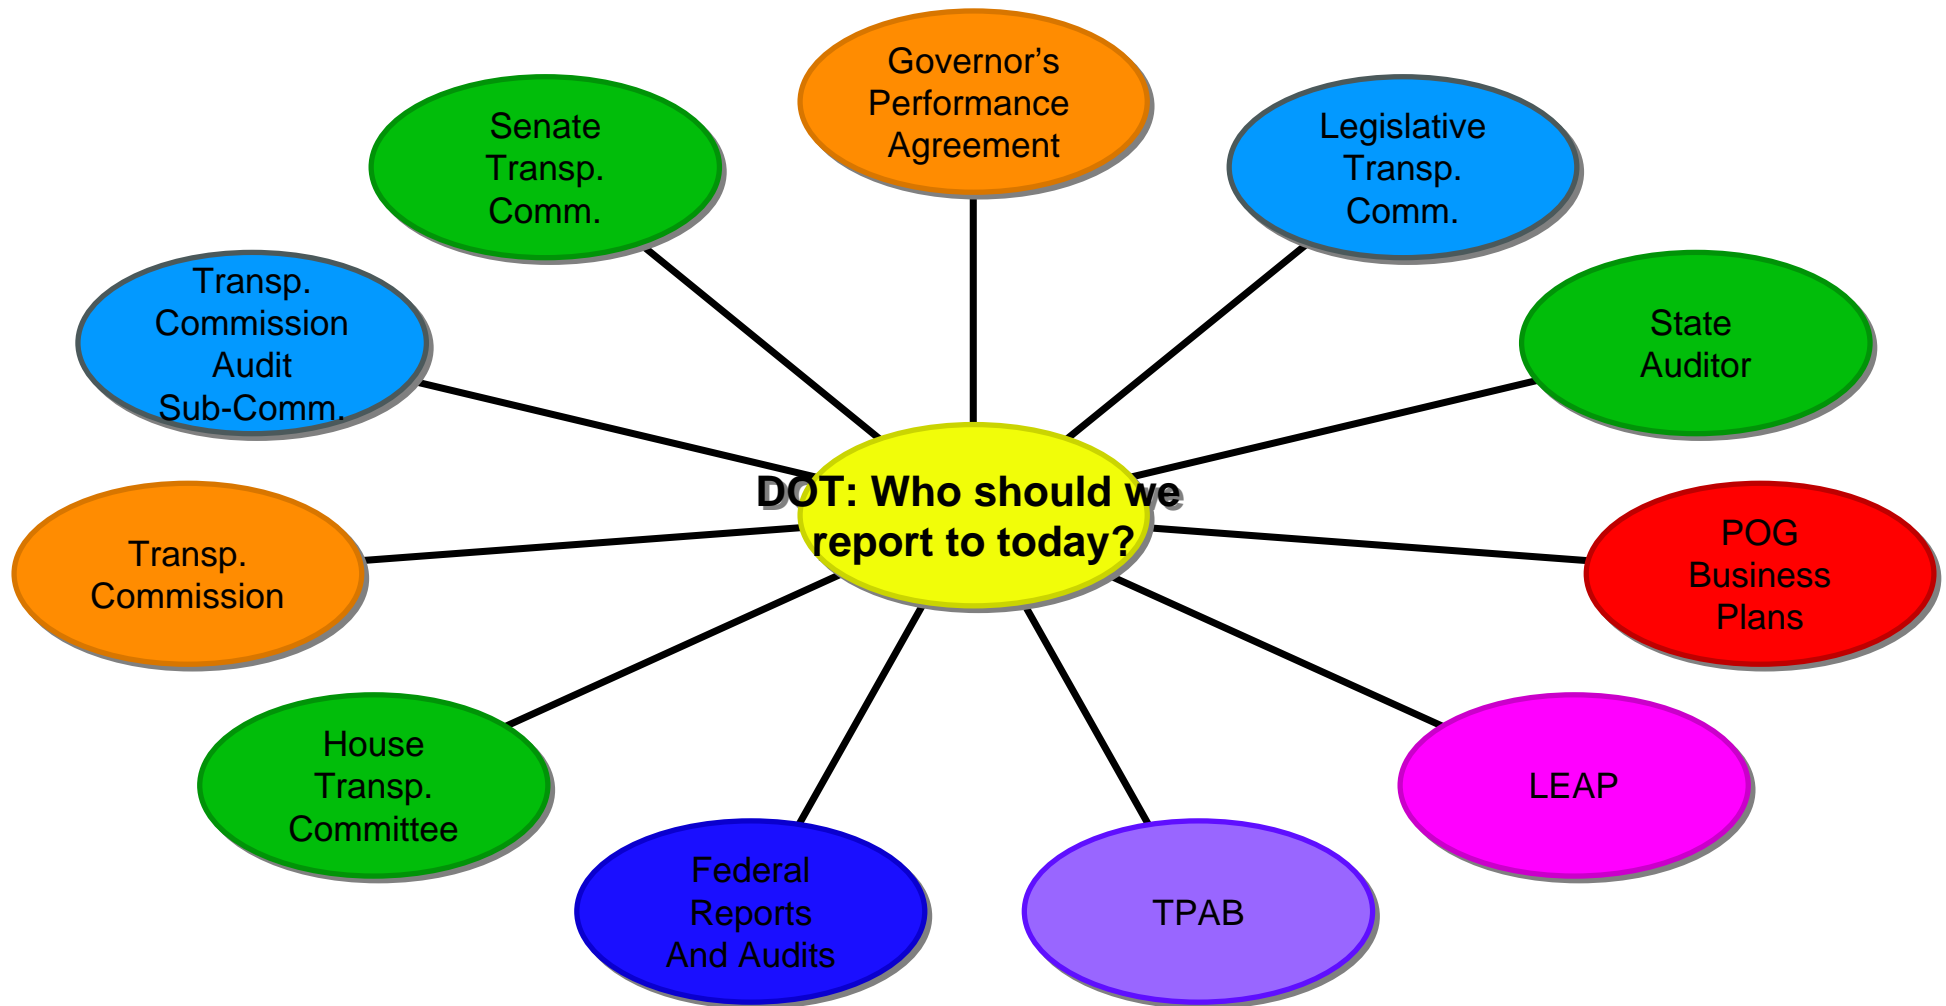 Governor’s
Performance
Agreement
Senate
Transp.
Comm.
Legislative
Transp.
Comm.
Transp.
Commission
Audit
Sub-Comm.
State
Auditor
DOT: Who should we
report to today?
Transp.
Commission
POG
Business
Plans
House
Transp.
Committee
LEAP
Federal
Reports
And Audits
TPAB